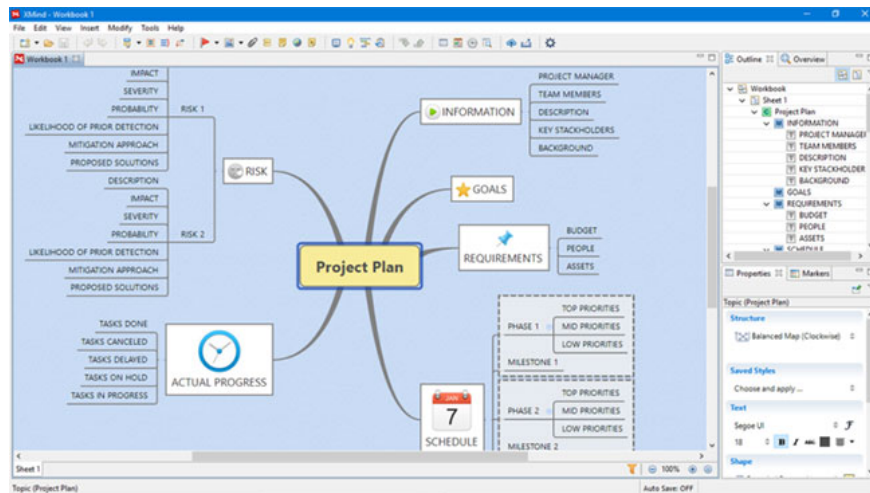 XMind - Workbook 1
File Edit View Insert Modify Tools Help
Workbook 1
IMPACT
SEVERITY
PROBABILITY
LIKELIHOOD OF PRIOR DETECTION
MITIGATION APPROACH
PROPOSED SOLUTIONS
RISK 1
DESCRIPTION
IMPACT
SEVERITY
PROBABILITY
LIKELIHOOD OF PRIOR DETECTION
MITIGATION APPROACH
PROPOSED SOLUTIONS
RISK 2
RISK
TASKS DONE
TASKS CANCELED
TASKS DELAYED
TASKS ON HOLD
TASKS IN PROGRESS
ACTUAL PROGRESS
Project Plan
INFORMATION
PROJECT MANAGER
TEAM MEMBERS
DESCRIPTION
KEY STACKHOLDERS
BACKGROUND
GOALS
REQUIREMENTS
BUDGET
PEOPLE
ASSETS
JAN
7
SCHEDULE
PHASE 1
TOP PRIORITIES
MID PRIORITIES
LOW PRIORITIES
MILESTONE 1
PHASE 2
TOP PRIORITIES
MID PRIORITIES
LOW PRIORITIES
MILESTONE 2
Outline
Overview
Workbook
Sheet 1
Project Plan
INFORMATION
PROJECT MANAGER
TEAM MEMBERS
DESCRIPTION
KEY STACKHOLDER
BACKGROUND
GOALS
REQUIREMENTS
BUDGET
PEOPLE
ASSETS
SCHEDULE
Properties
Markers
Topic (Project Plan)
Structure
Balanced Map (Clockwise)
Saved Styles
Choose and apply ...
Text
Segoe UI
18
B I ABC
Shape
Sheet 1
100%
Topic (Project Plan)
Auto Save: OFF